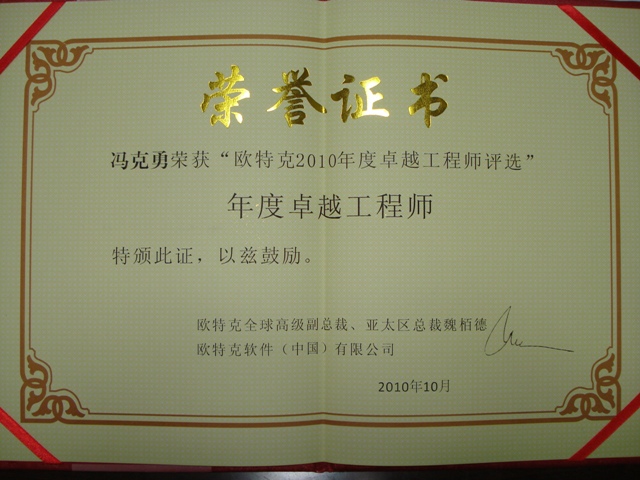 荣誉证书
冯克勇荣获“欧特克2010年度卓越工程师评选”
年度卓越工程师
特颁此证，以兹鼓励。
欧特克全球高级副总裁、亚太区总裁魏栢德
欧特克软件（中国）有限公司
2010年10月